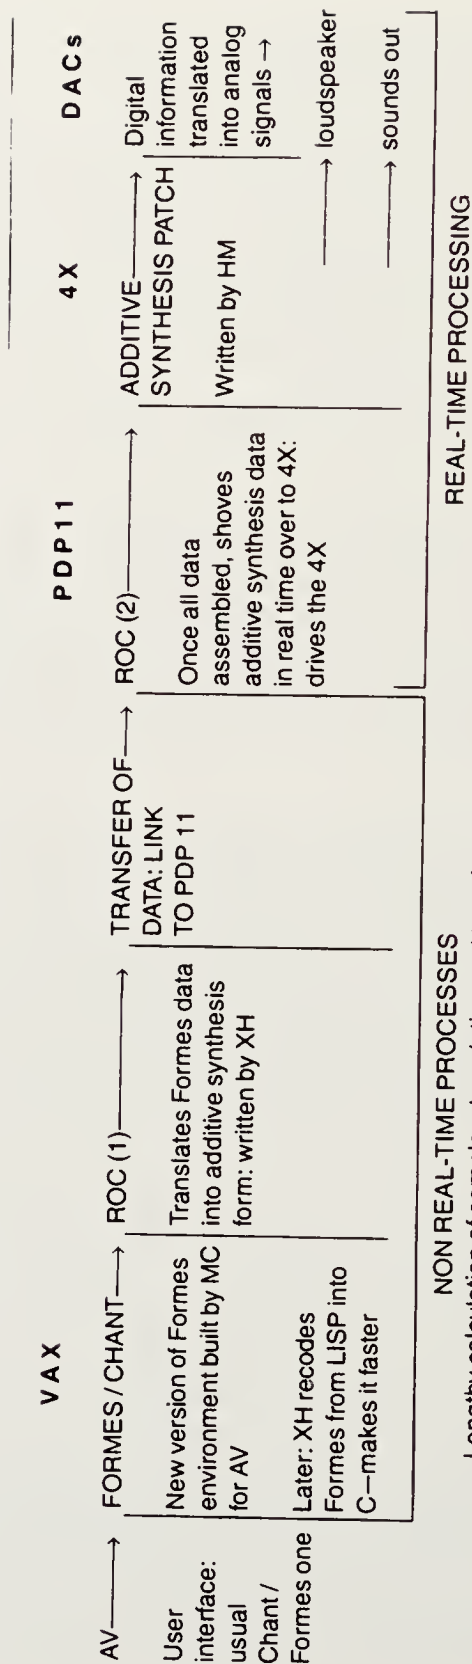 VAX
PDP11
4X
DACs
AV → FORMES / CHANT → ROC (1) → TRANSFER OF → ROC (2) → ADDITIVE → Digital
DATA: LINK
TO PDP 11
SYNTHESIS PATCH
information
translated
into analog
signals →
User
interface:
usual
Chant /
Formes one
New version of Formes
environment built by MC
for AV
Later: XH recodes
Formes from LISP into
C—makes it faster
Translates Formes data
into additive synthesis
form: written by XH
Once all data
assembled, shoves
additive synthesis data
in real time over to 4X:
drives the 4X
Written by HM
→ loudspeaker
→ sounds out
NON REAL-TIME PROCESSES
REAL-TIME PROCESSING
Lengthy calculation of